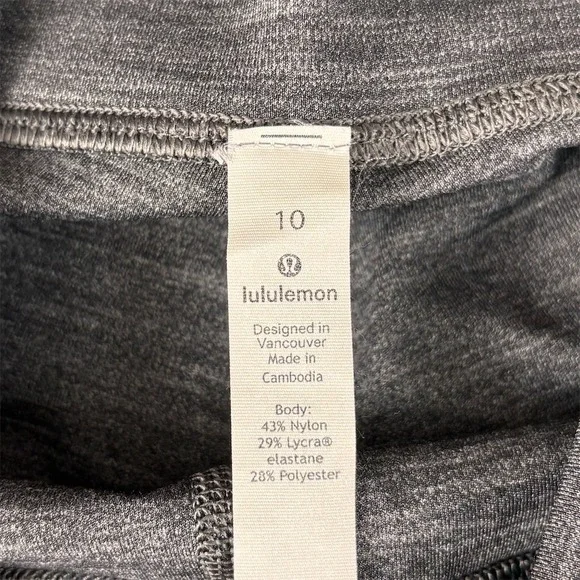 10
lululemon
Designed in
Vancouver
Made in
Cambodia
Body:
43% Nylon
29% Lycra®
elastane
28% Polyester